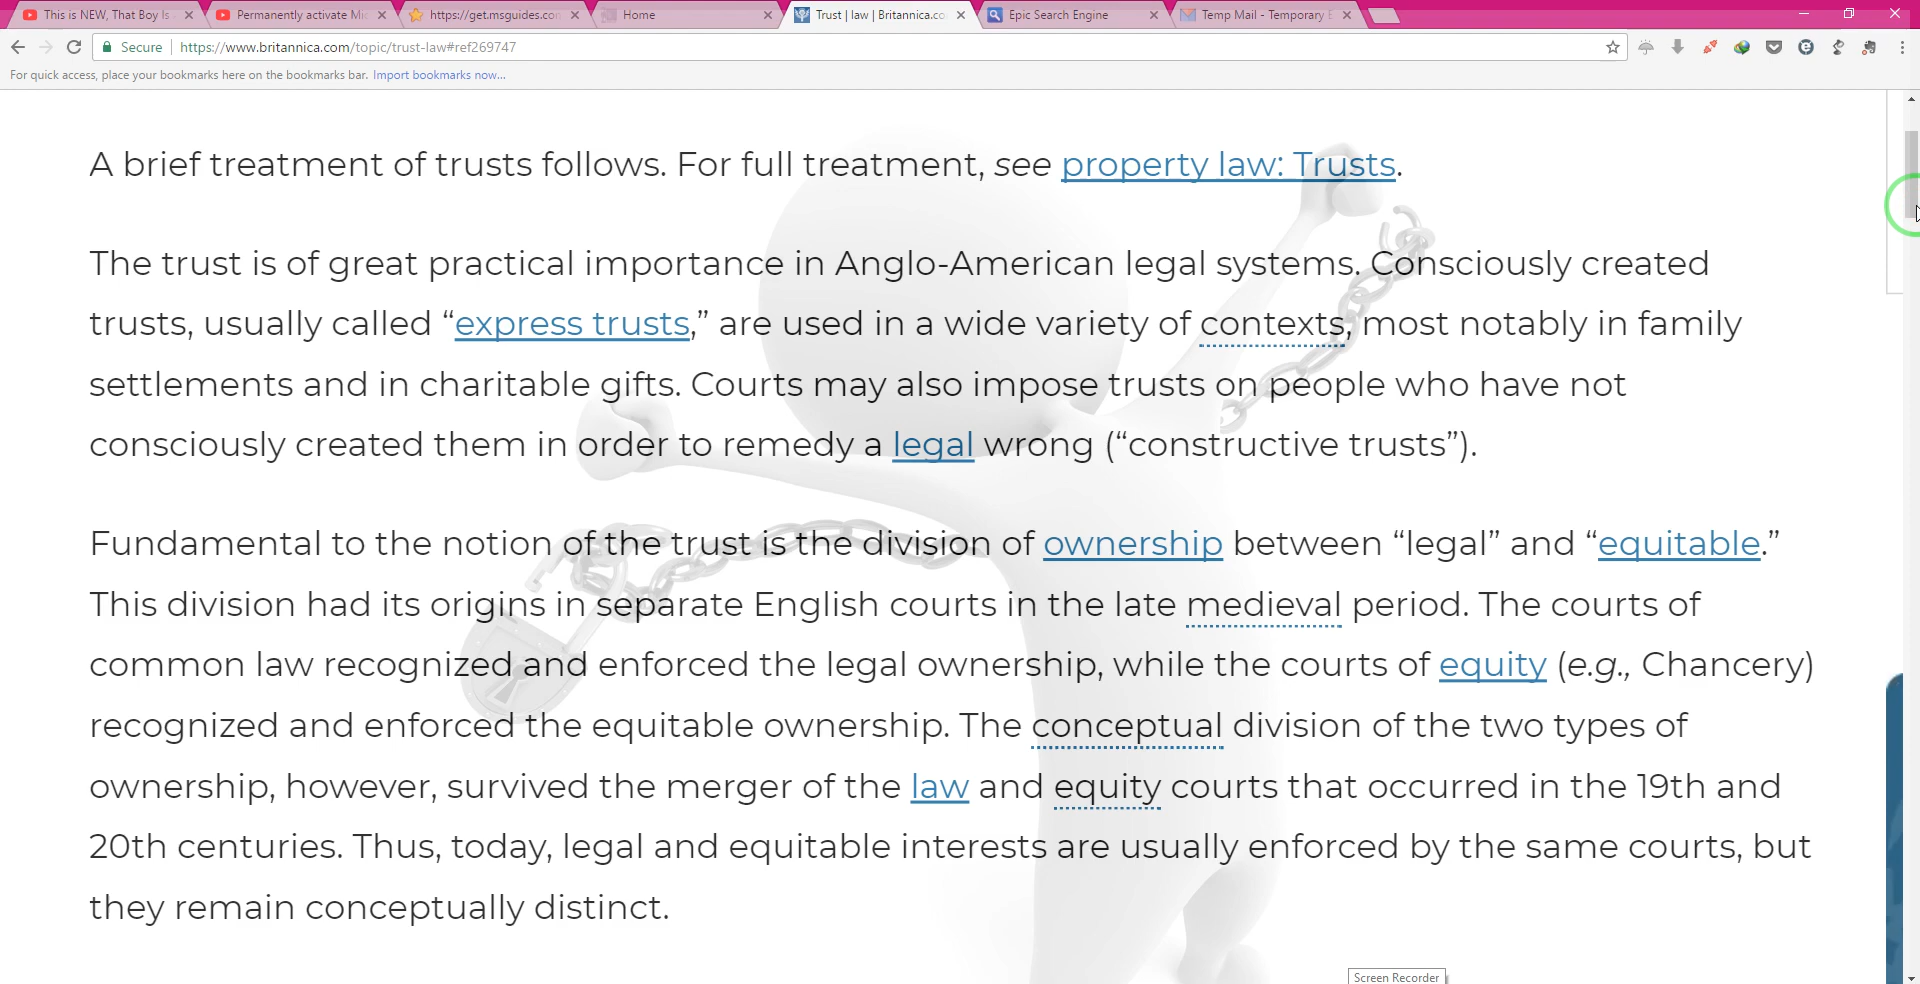 This is NEW, That Boy Is
Permanently activate Mi
https://get.msguides.con
Home
Trust | law | Britannica.co
Epic Search Engine
Temp Mail - Temporary E
Secure
https://www.britannica.com/topic/trust-law#ref269747
For quick access, place your bookmarks here on the bookmarks bar. Import bookmarks now...
A brief treatment of trusts follows. For full treatment, see property law: Trusts.
The trust is of great practical importance in Anglo-American legal systems. Consciously created
trusts, usually called “express trusts,” are used in a wide variety of contexts, most notably in family
settlements and in charitable gifts. Courts may also impose trusts on people who have not
consciously created them in order to remedy a legal wrong (“constructive trusts”).
Fundamental to the notion of the trust is the division of ownership between “legal” and “equitable.”
This division had its origins in separate English courts in the late medieval period. The courts of
common law recognized and enforced the legal ownership, while the courts of equity (e.g., Chancery)
recognized and enforced the equitable ownership. The conceptual division of the two types of
ownership, however, survived the merger of the law and equity courts that occurred in the 19th and
20th centuries. Thus, today, legal and equitable interests are usually enforced by the same courts, but
they remain conceptually distinct.
Screen Recorder